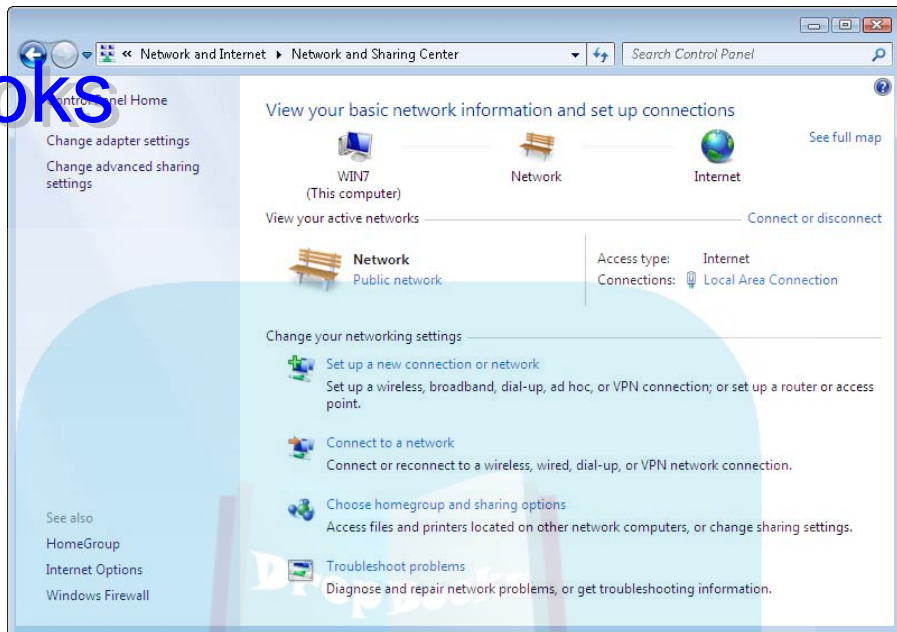 « Network and Internet ▸ Network and Sharing Center
Search Control Panel
oks
Control Panel Home
Change adapter settings
Change advanced sharing
settings
See also
HomeGroup
Internet Options
Windows Firewall
View your basic network information and set up connections
See full map
WIN7
(This computer)
Network
Internet
View your active networks
Connect or disconnect
Network
Public network
Access type: Internet
Connections: Local Area Connection
Change your networking settings
Set up a new connection or network
Set up a wireless, broadband, dial-up, ad hoc, or VPN connection; or set up a router or access
point.
Connect to a network
Connect or reconnect to a wireless, wired, dial-up, or VPN network connection.
Choose homegroup and sharing options
Access files and printers located on other network computers, or change sharing settings.
Troubleshoot problems
Diagnose and repair network problems, or get troubleshooting information.
DropBooks